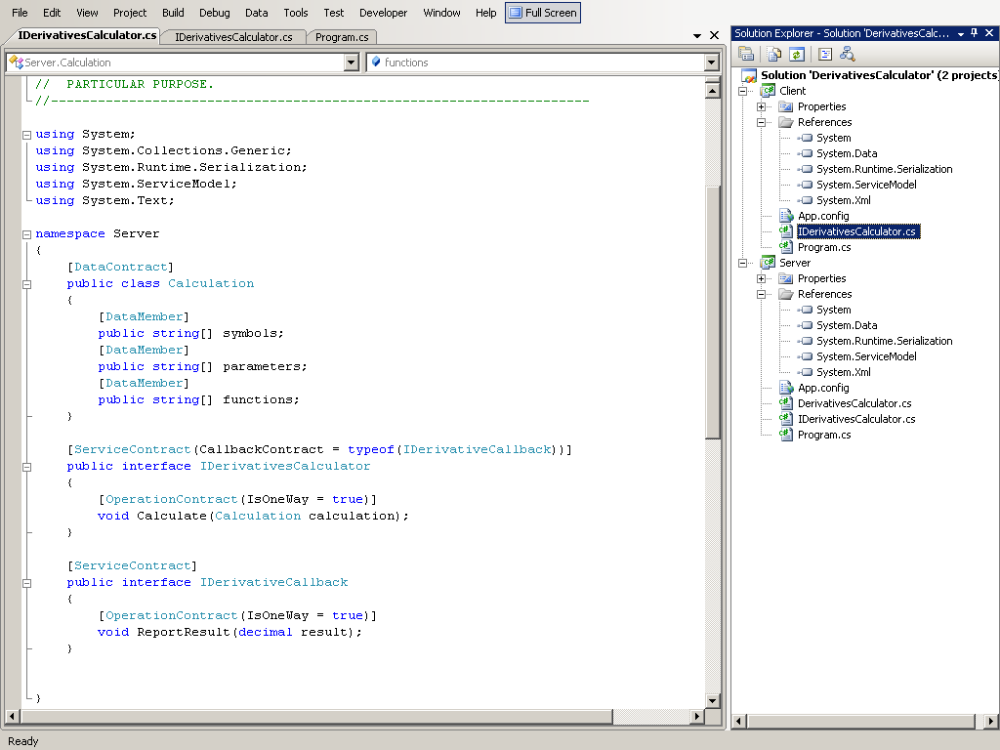 File Edit View Project Build Debug Data Tools Test Developer Window Help Full Screen
IDerivativesCalculator.cs IDerivativesCalculator.cs Program.cs
Server.Calculation functions
//  PARTICULAR PURPOSE.
//----------------------------------------------------------------------
using System;
using System.Collections.Generic;
using System.Runtime.Serialization;
using System.ServiceModel;
using System.Text;
namespace Server
{
[DataContract]
public class Calculation
{
[DataMember]
public string[] symbols;
[DataMember]
public string[] parameters;
[DataMember]
public string[] functions;
}
[ServiceContract(CallbackContract = typeof(IDerivativeCallback))]
public interface IDerivativesCalculator
{
[OperationContract(IsOneWay = true)]
void Calculate(Calculation calculation);
}
[ServiceContract]
public interface IDerivativeCallback
{
[OperationContract(IsOneWay = true)]
void ReportResult(decimal result);
}
}
Solution Explorer - Solution 'DerivativesCalc...
Solution 'DerivativesCalculator' (2 projects)
Client
Properties
References
System
System.Data
System.Runtime.Serialization
System.ServiceModel
System.Xml
App.config
IDerivativesCalculator.cs
Program.cs
Server
Properties
References
System
System.Data
System.Runtime.Serialization
System.ServiceModel
System.Xml
App.config
DerivativesCalculator.cs
IDerivativesCalculator.cs
Program.cs
Ready